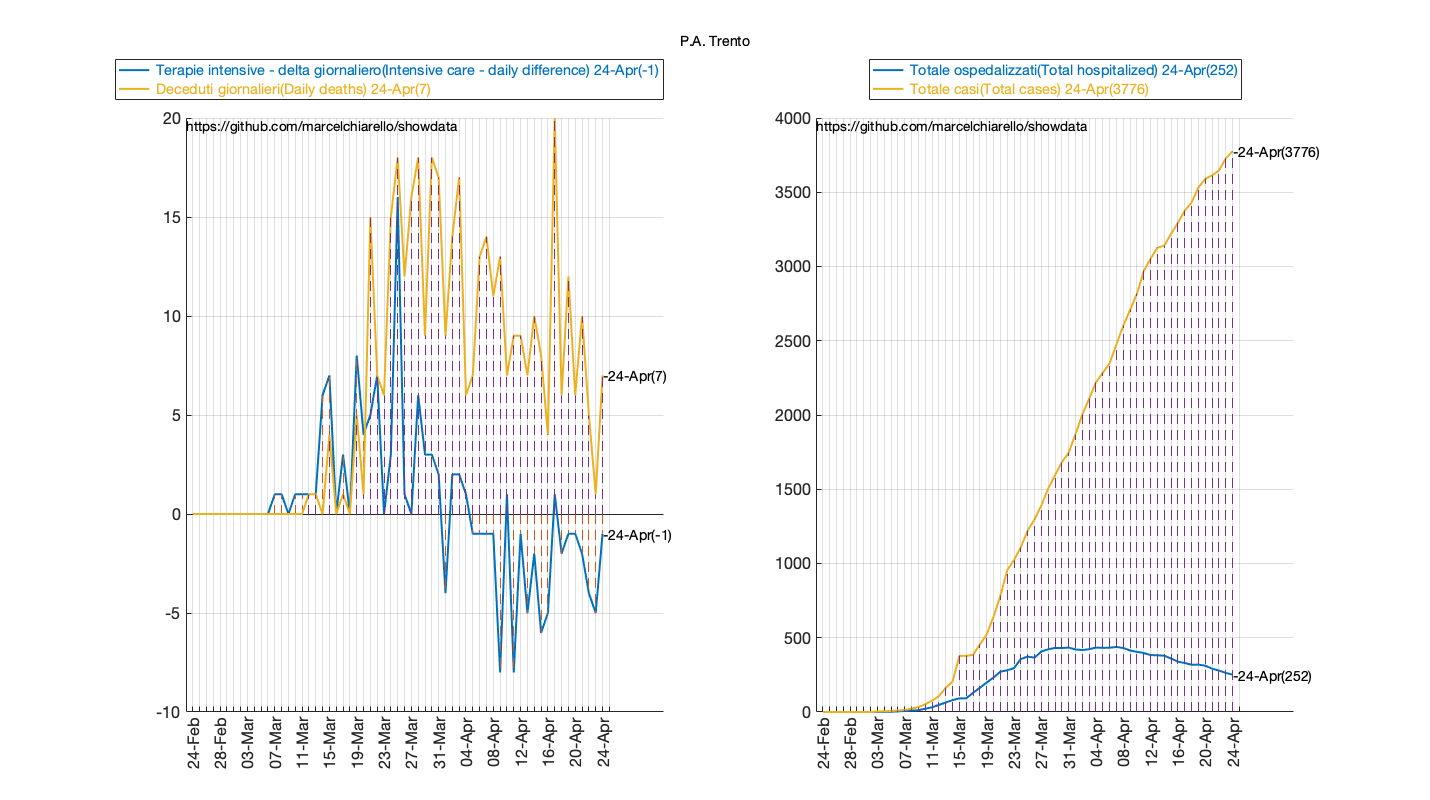 P.A. Trento
Terapie intensive - delta giornaliero(Intensive care - daily difference) 24-Apr(-1)
Deceduti giornalieri(Daily deaths) 24-Apr(7)
https://github.com/marcelchiarello/showdata
20
15
10
5
0
-5
-10
-24-Apr(7)
-24-Apr(-1)
24-Feb
28-Feb
03-Mar
07-Mar
11-Mar
15-Mar
19-Mar
23-Mar
27-Mar
31-Mar
04-Apr
08-Apr
12-Apr
16-Apr
20-Apr
24-Apr
Totale ospedalizzati(Total hospitalized) 24-Apr(252)
Totale casi(Total cases) 24-Apr(3776)
https://github.com/marcelchiarello/showdata
4000
3500
3000
2500
2000
1500
1000
500
0
-24-Apr(3776)
-24-Apr(252)
24-Feb
28-Feb
03-Mar
07-Mar
11-Mar
15-Mar
19-Mar
23-Mar
27-Mar
31-Mar
04-Apr
08-Apr
12-Apr
16-Apr
20-Apr
24-Apr